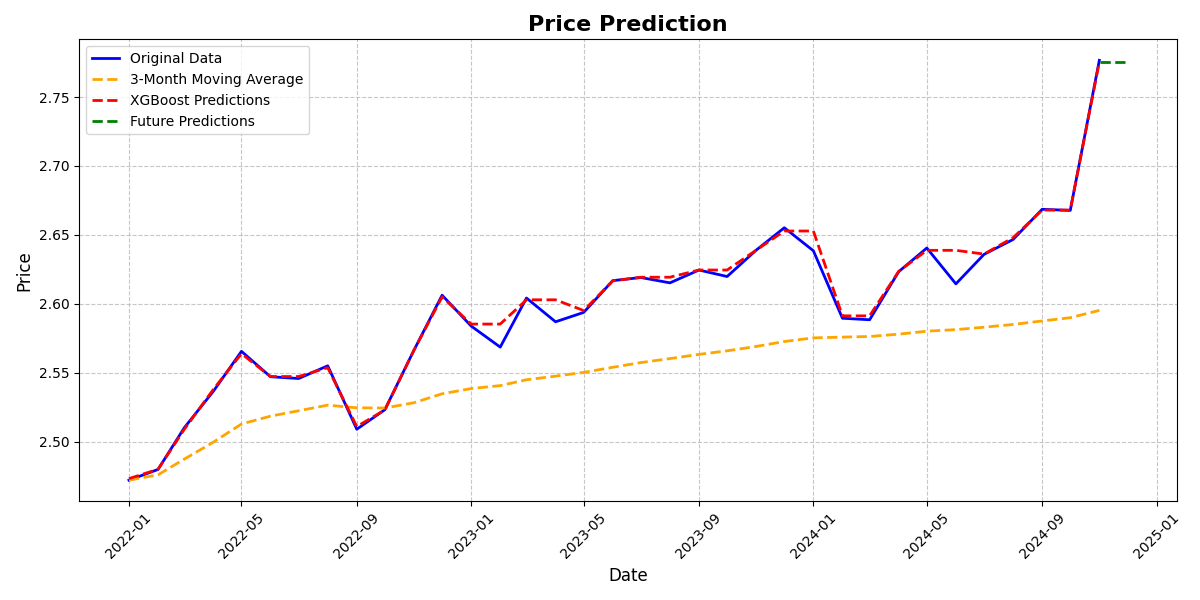 Price Prediction
Original Data
3-Month Moving Average
XGBoost Predictions
Future Predictions
Price
2.75
2.70
2.65
2.60
2.55
2.50
2022-01
2022-05
2022-09
2023-01
2023-05
2023-09
2024-01
2024-05
2024-09
2025-01
Date